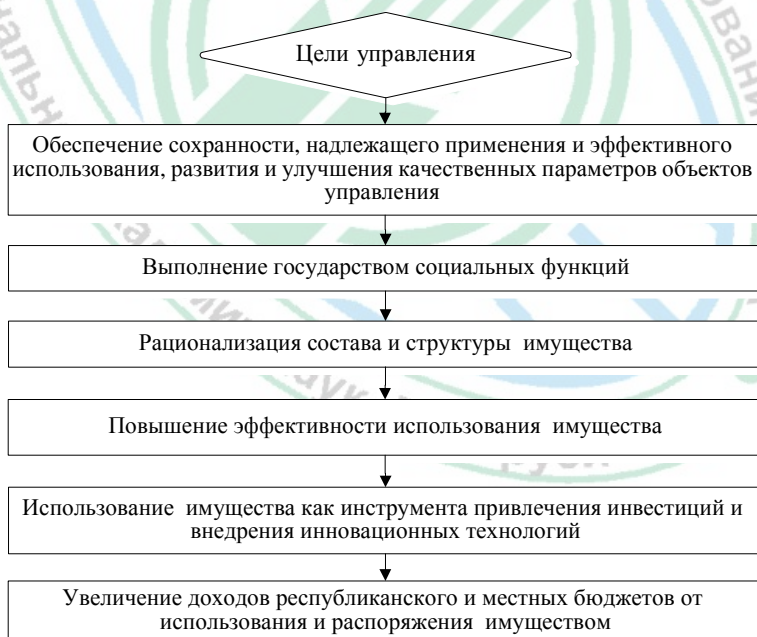 Цели управления
Обеспечение сохранности, надлежащего применения и эффективного
использования, развития и улучшения качественных параметров объектов
управления
Выполнение государством социальных функций
Рационализация состава и структуры имущества
Повышение эффективности использования имущества
Использование имущества как инструмента привлечения инвестиций и
внедрения инновационных технологий
Увеличение доходов республиканского и местных бюджетов от
использования и распоряжения имуществом